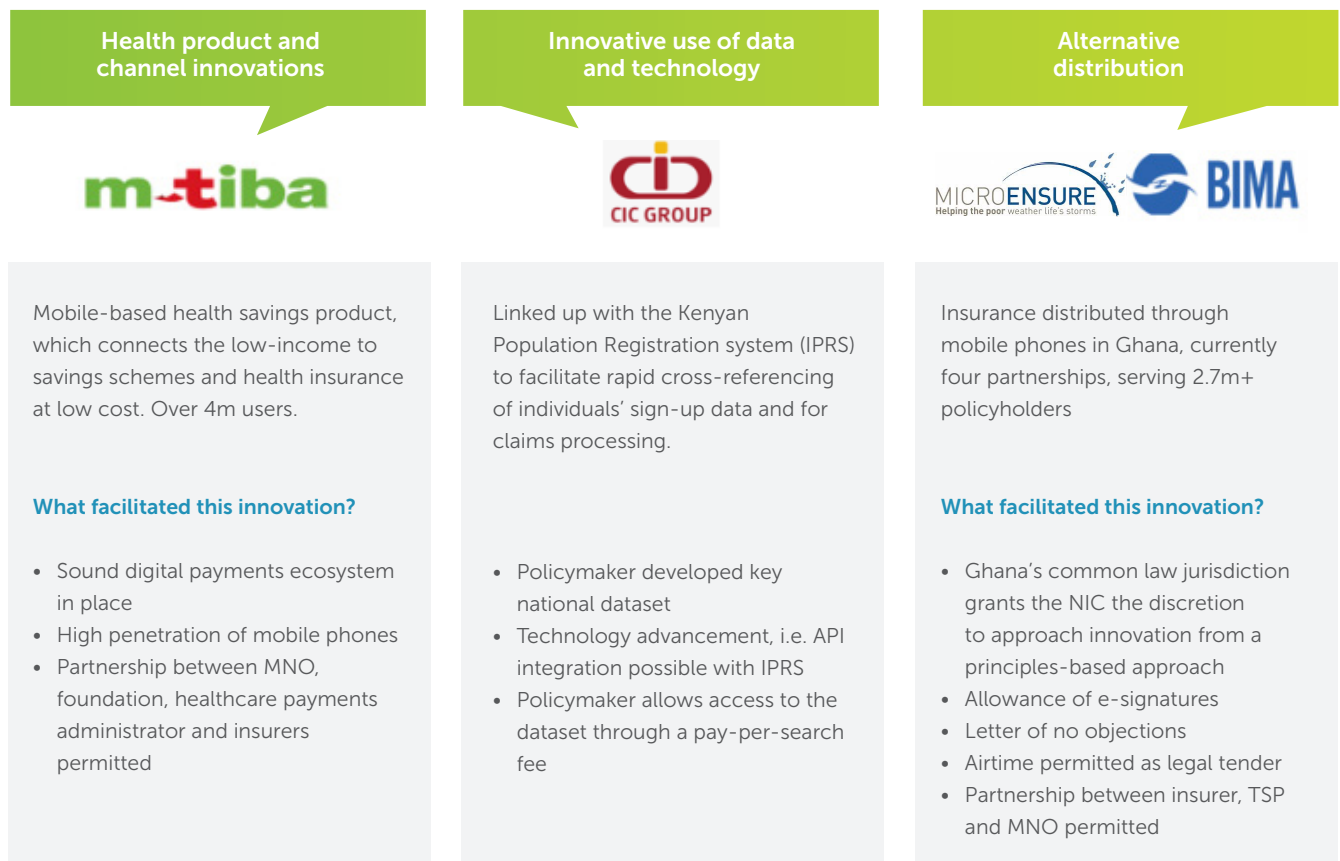 Health product and
channel innovations
m-tiba
Mobile-based health savings product,
which connects the low-income to
savings schemes and health insurance
at low cost. Over 4m users.
What facilitated this innovation?
• Sound digital payments ecosystem
in place
• High penetration of mobile phones
• Partnership between MNO,
foundation, healthcare payments
administrator and insurers
permitted
Innovative use of data
and technology
CIC
CIC GROUP
Linked up with the Kenyan
Population Registration system (IPRS)
to facilitate rapid cross-referencing
of individuals' sign-up data and for
claims processing.
• Policymaker developed key
national dataset
• Technology advancement, i.e. API
integration possible with IPRS
• Policymaker allows access to the
dataset through a pay-per-search
fee
Alternative
distribution
MICROENSURE
Helping the poor weather life's storms
BIMA
Insurance distributed through
mobile phones in Ghana, currently
four partnerships, serving 2.7m+
policyholders
What facilitated this innovation?
• Ghana's common law jurisdiction
grants the NIC the discretion
to approach innovation from a
principles-based approach
• Allowance of e-signatures
• Letter of no objections
• Airtime permitted as legal tender
• Partnership between insurer, TSP
and MNO permitted